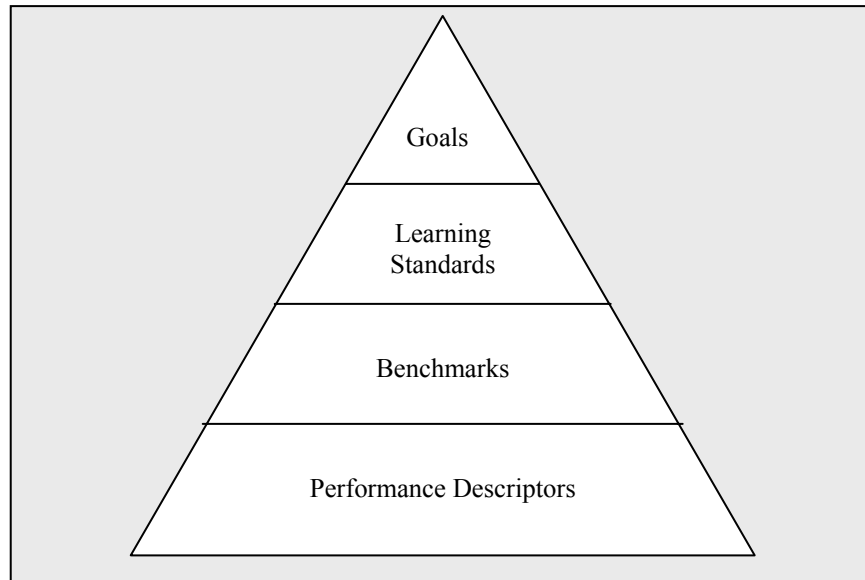 Goals
Learning
Standards
Benchmarks
Performance Descriptors